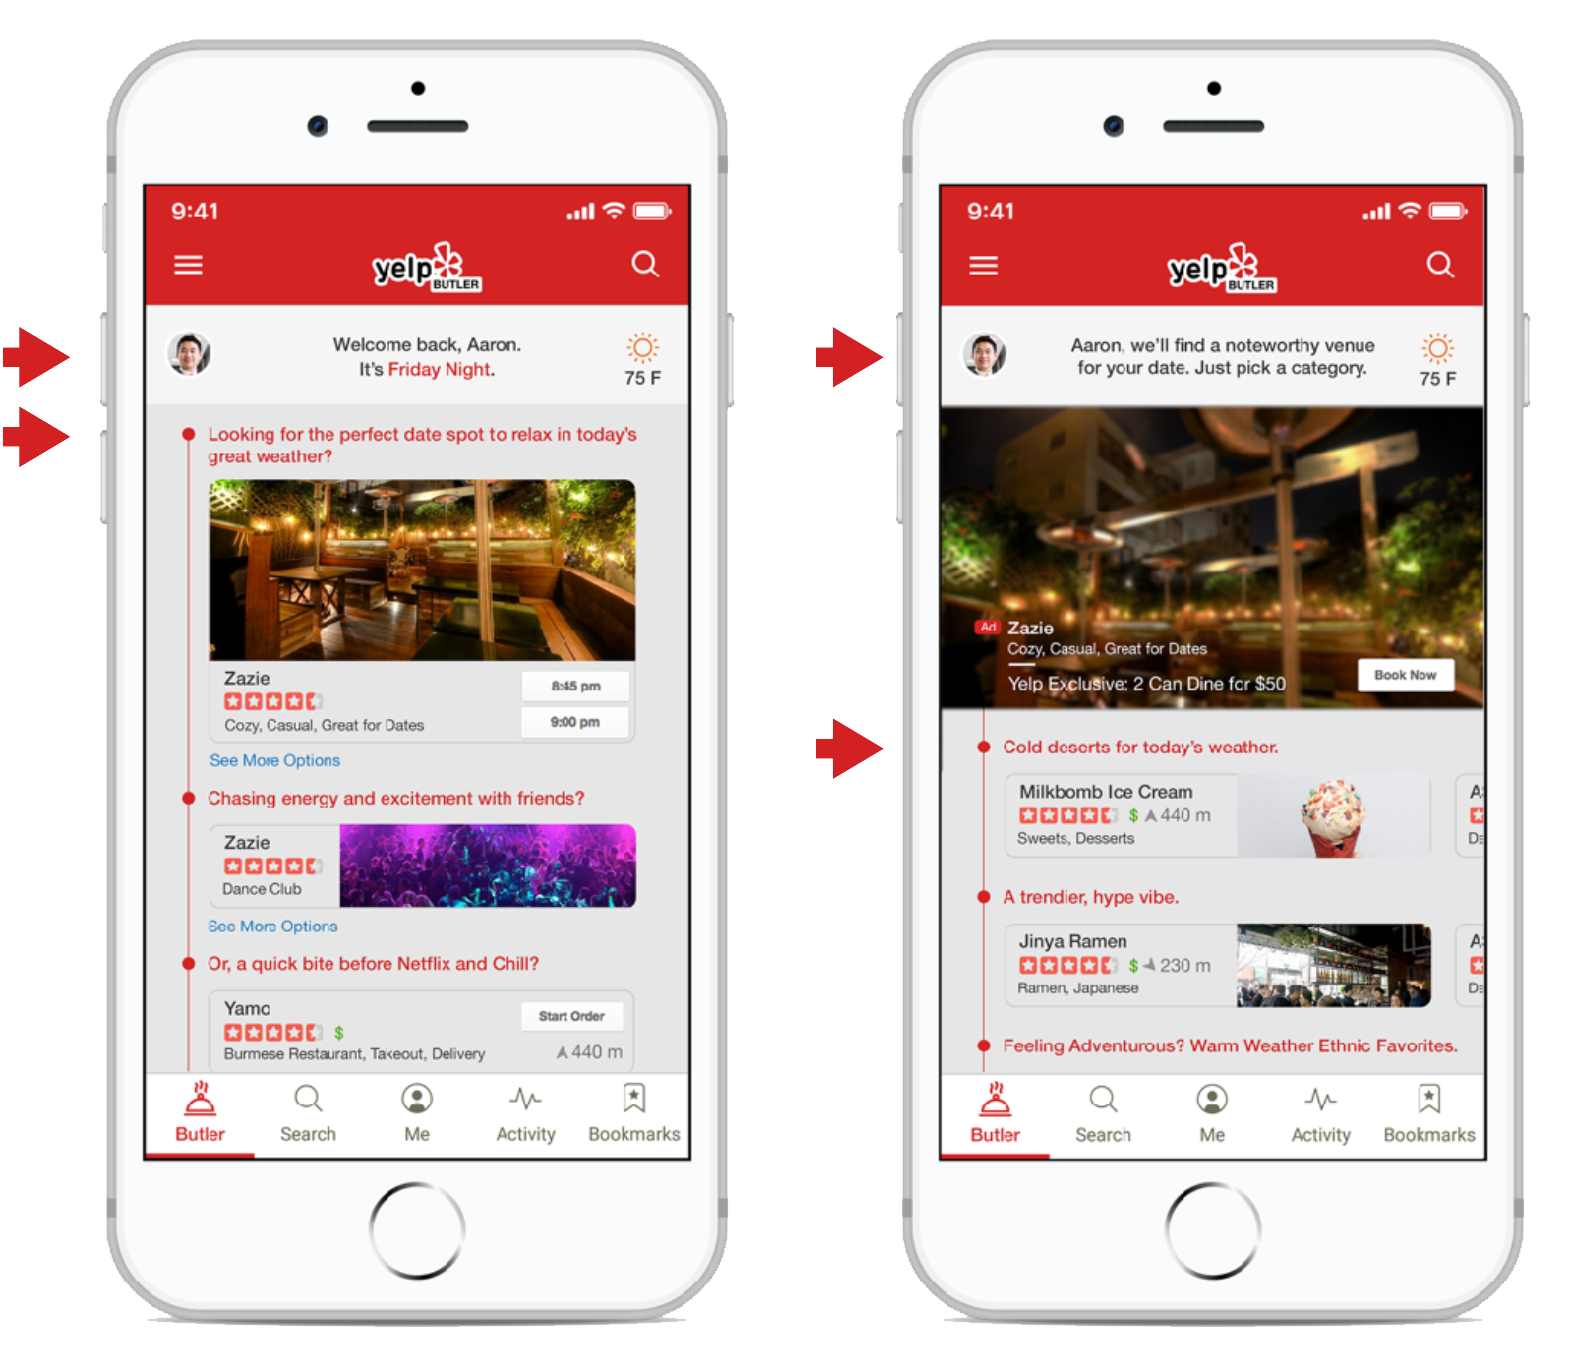 9:41
yelp
BUTLER
Welcome back, Aaron.
It's Friday Night.
75 F
Looking for the perfect date spot to relax in today's
great weather?
Zazie
8:45 pm
Cozy, Casual, Great for Dates
9:00 pm
See More Options
Chasing energy and excitement with friends?
Zazie
Dance Club
See More Options
Or, a quick bite before Netflix and Chill?
Yamo
Start Order
$
Burmese Restaurant, Takeout, Delivery
440 m
Butler
Search
Me
Activity
Bookmarks
9:41
yelp
BUTLER
Aaron, we'll find a noteworthy venue
for your date. Just pick a category.
75 F
Ad Zazie
Cozy, Casual, Great for Dates
Yelp Exclusive: 2 Can Dine for $50
Book Now
Cold deserts for today's weather.
Milkbomb Ice Cream
$ 440 m
Sweets, Desserts
A trendier, hype vibe.
Jinya Ramen
$ 230 m
Ramen, Japanese
Feeling Adventurous? Warm Weather Ethnic Favorites.
Butler
Search
Me
Activity
Bookmarks